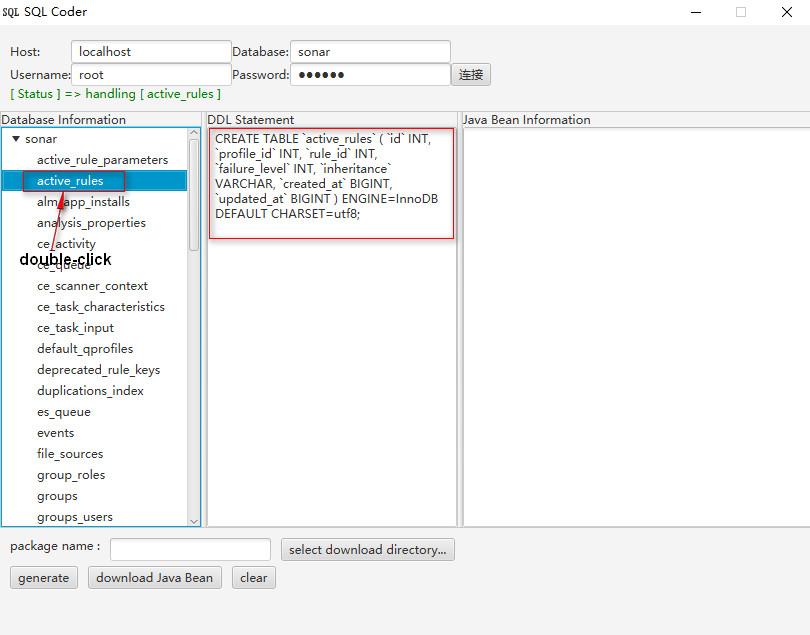 SQL SQL Coder
Host: localhost Database: sonar
Username: root Password: ●●●●●● 连接
[ Status ] => handling [ active_rules ]
Database Information
sonar
active_rule_parameters
active_rules
alm_app_installs
analysis_properties
ce_activity
ce_queue
double-click
ce_scanner_context
ce_task_characteristics
ce_task_input
default_qprofiles
deprecated_rule_keys
duplications_index
es_queue
events
file_sources
group_roles
groups
groups_users
DDL Statement
CREATE TABLE `active_rules` ( `id` INT,
`profile_id` INT, `rule_id` INT,
`failure_level` INT, `inheritance`
VARCHAR, `created_at` BIGINT,
`updated_at` BIGINT ) ENGINE=InnoDB
DEFAULT CHARSET=utf8;
Java Bean Information
package name : select download directory...
generate download Java Bean clear